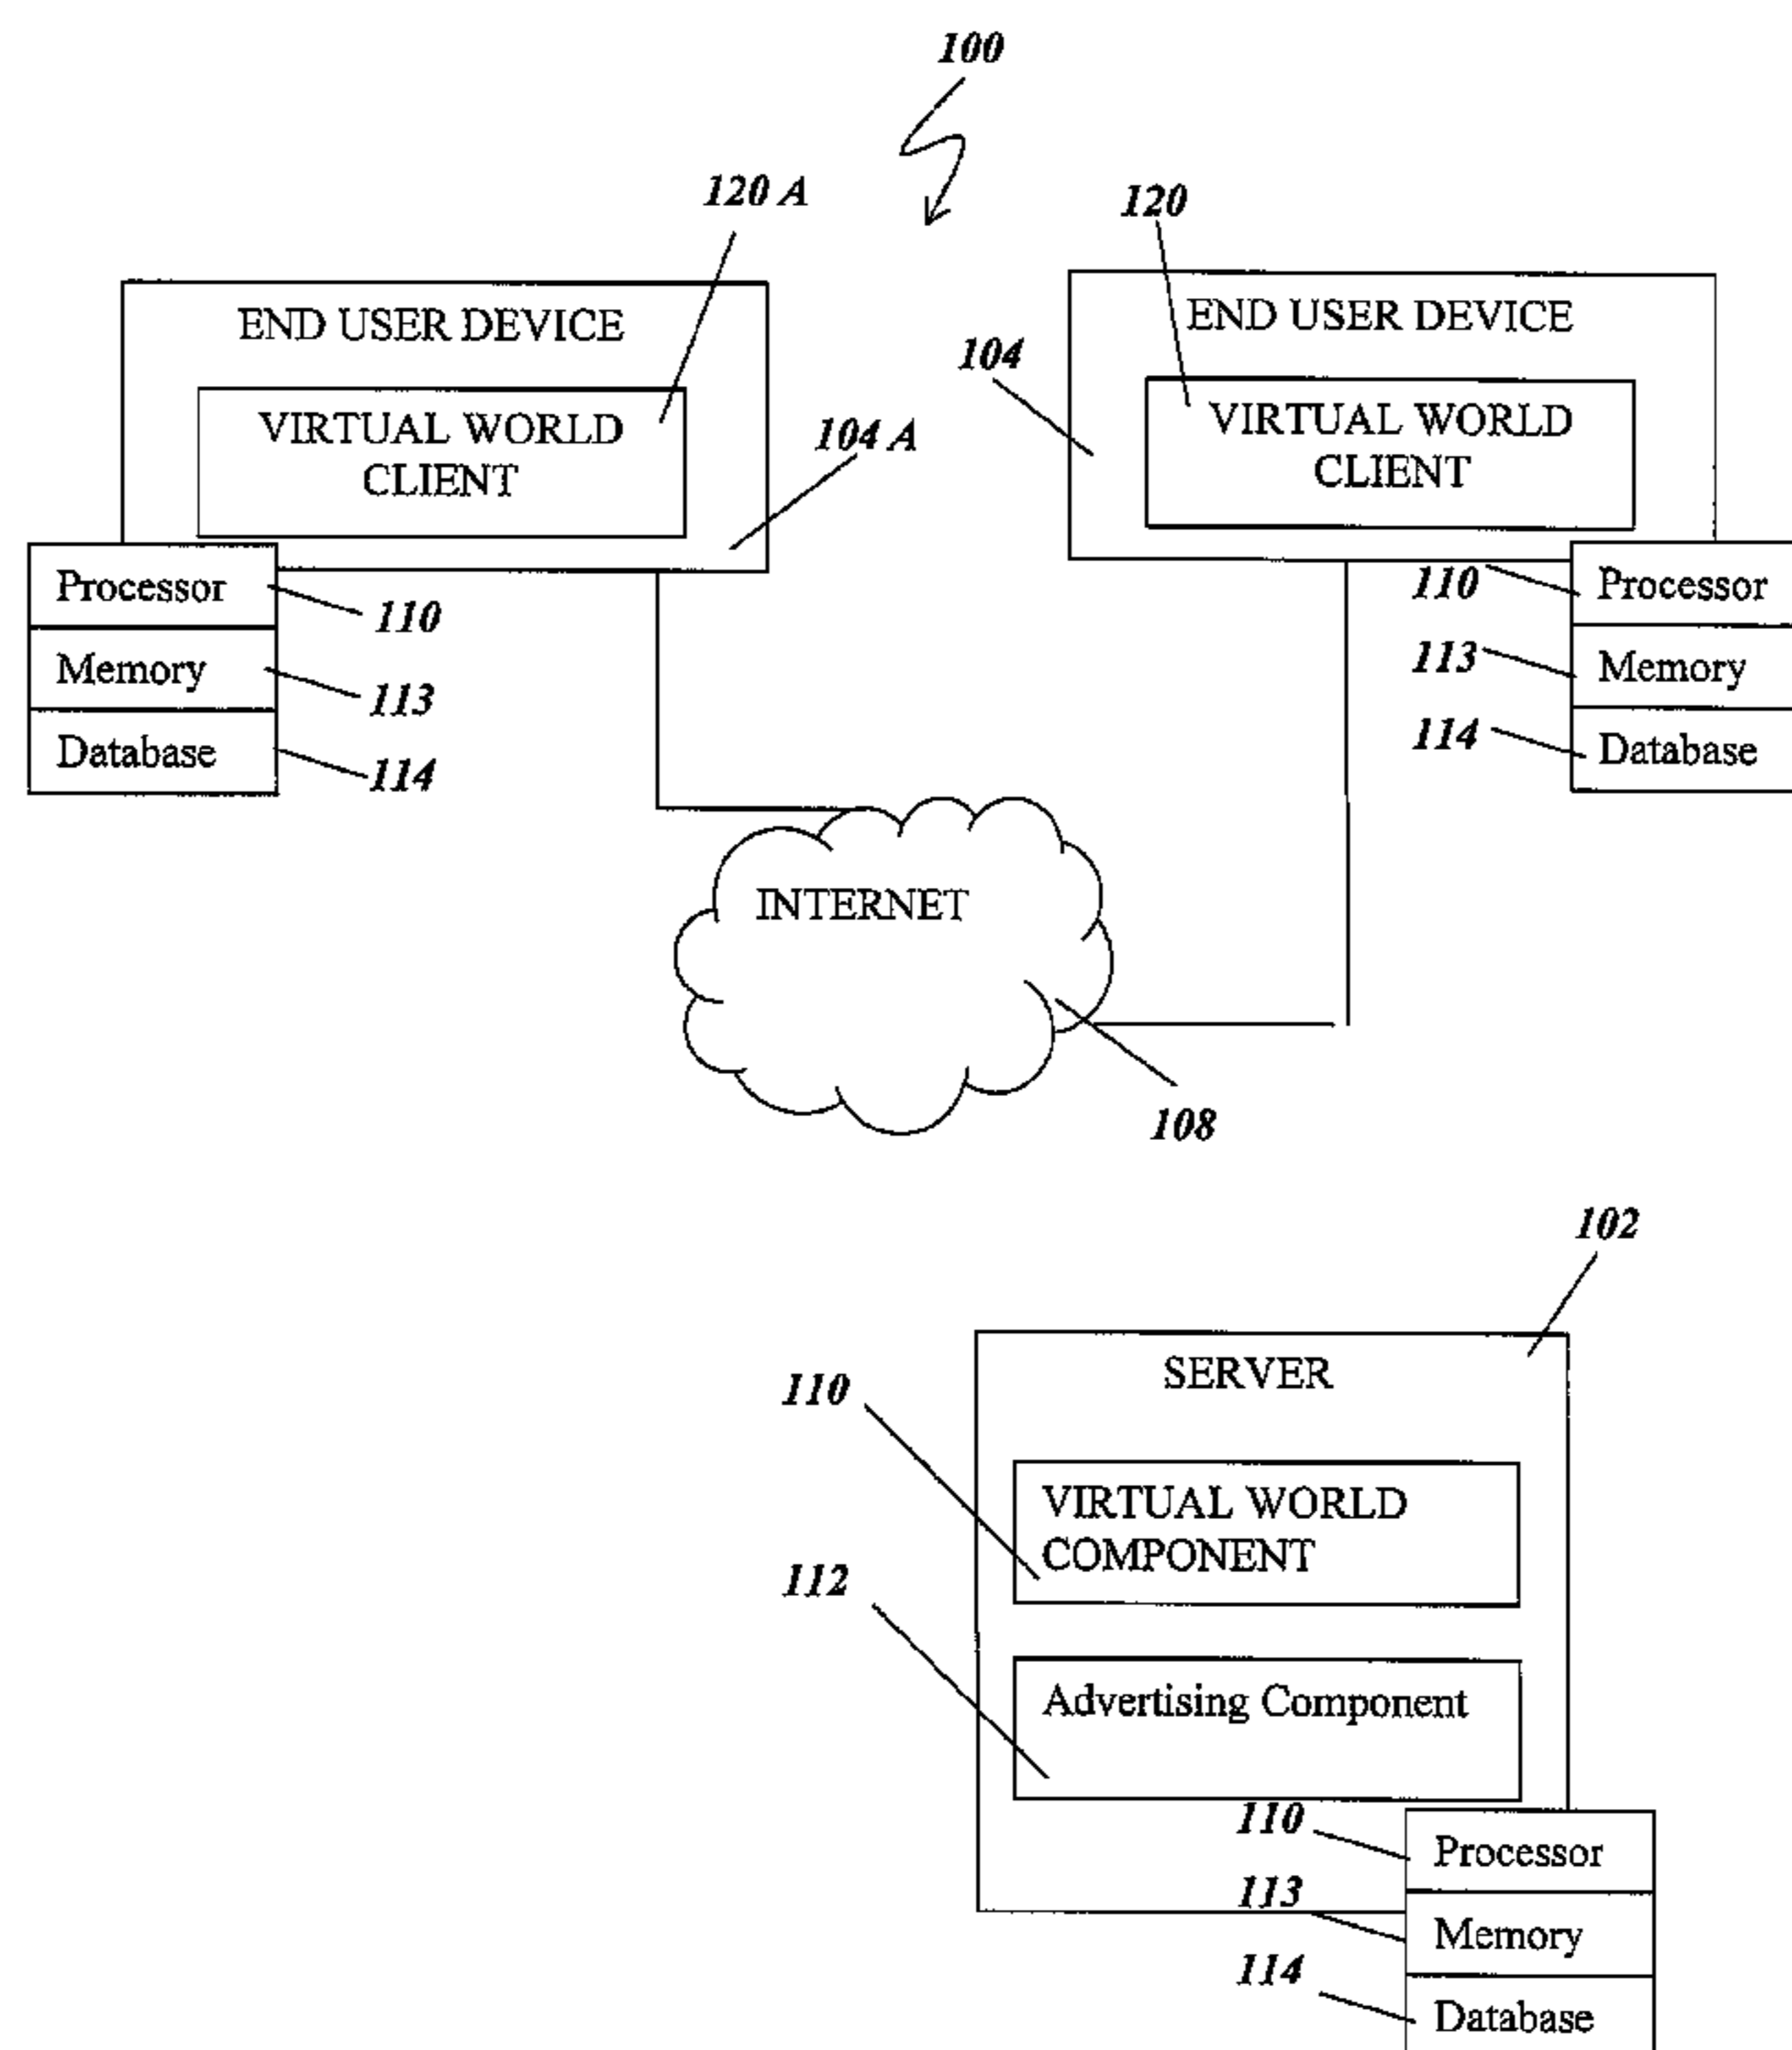 100
120 A
120
END USER DEVICE
VIRTUAL WORLD
CLIENT
104 A
Processor
110
Memory
113
Database
114
END USER DEVICE
104
VIRTUAL WORLD
CLIENT
110
Processor
113
Memory
114
Database
INTERNET
108
102
SERVER
110
VIRTUAL WORLD
COMPONENT
112
Advertising Component
110
Processor
113
Memory
114
Database